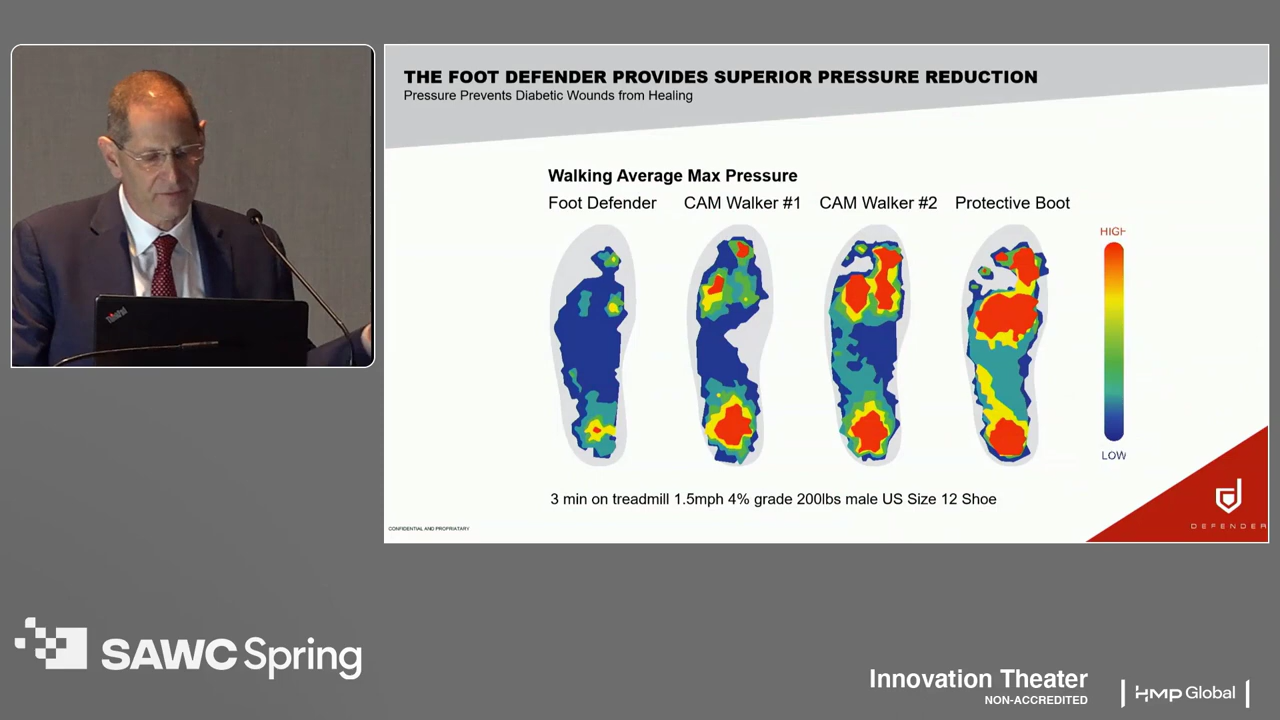 THE FOOT DEFENDER PROVIDES SUPERIOR PRESSURE REDUCTION
Pressure Prevents Diabetic Wounds from Healing
Walking Average Max Pressure
Foot Defender CAM Walker #1 CAM Walker #2 Protective Boot
HIGH
LOW
3 min on treadmill 1.5mph 4% grade 200lbs male US Size 12 Shoe
CONFIDENTIAL AND PROPRIATARY
DEFENDER
ThinkPad
SAWC Spring
Innovation Theater
NON-ACCREDITED
HMP Global